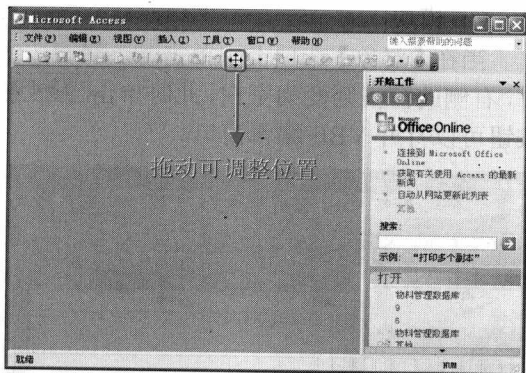 Microsoft Access
文件(F) 编辑(E) 视图(V) 插入(I) 工具(T) 窗口(W) 帮助(H) 键入需要帮助的问题
开始工作
拖动可调整位置
Office Online
连接到 Microsoft Office Online
获取有关使用 Access 的最新新闻
自动从网站更新此列表
其他
搜索:
示例: “打印多个副本”
打开
物料管理数据库
9
6
物料管理数据库
其他
就绪
NUM